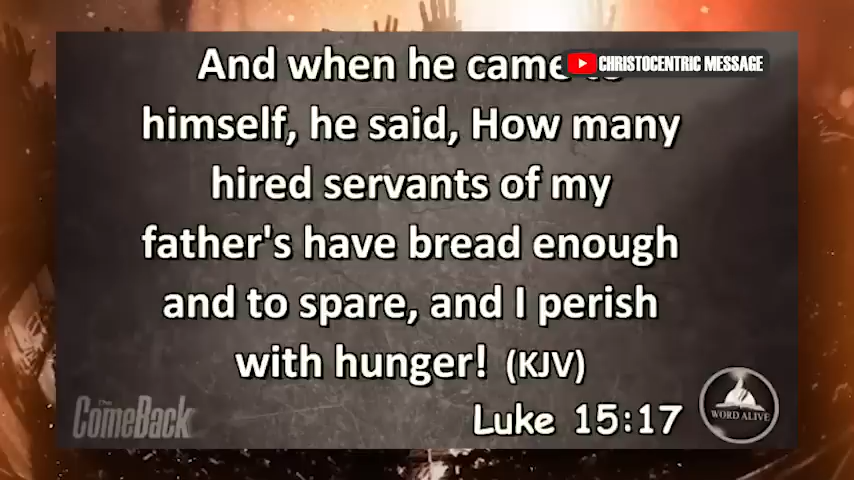 And when he came
CHRISTOCENTRIC MESSAGE
himself, he said, How many
hired servants of my
father's have bread enough
and to spare, and I perish
with hunger! (KJV)
Luke 15:17
The
ComeBack
WORD ALIVE